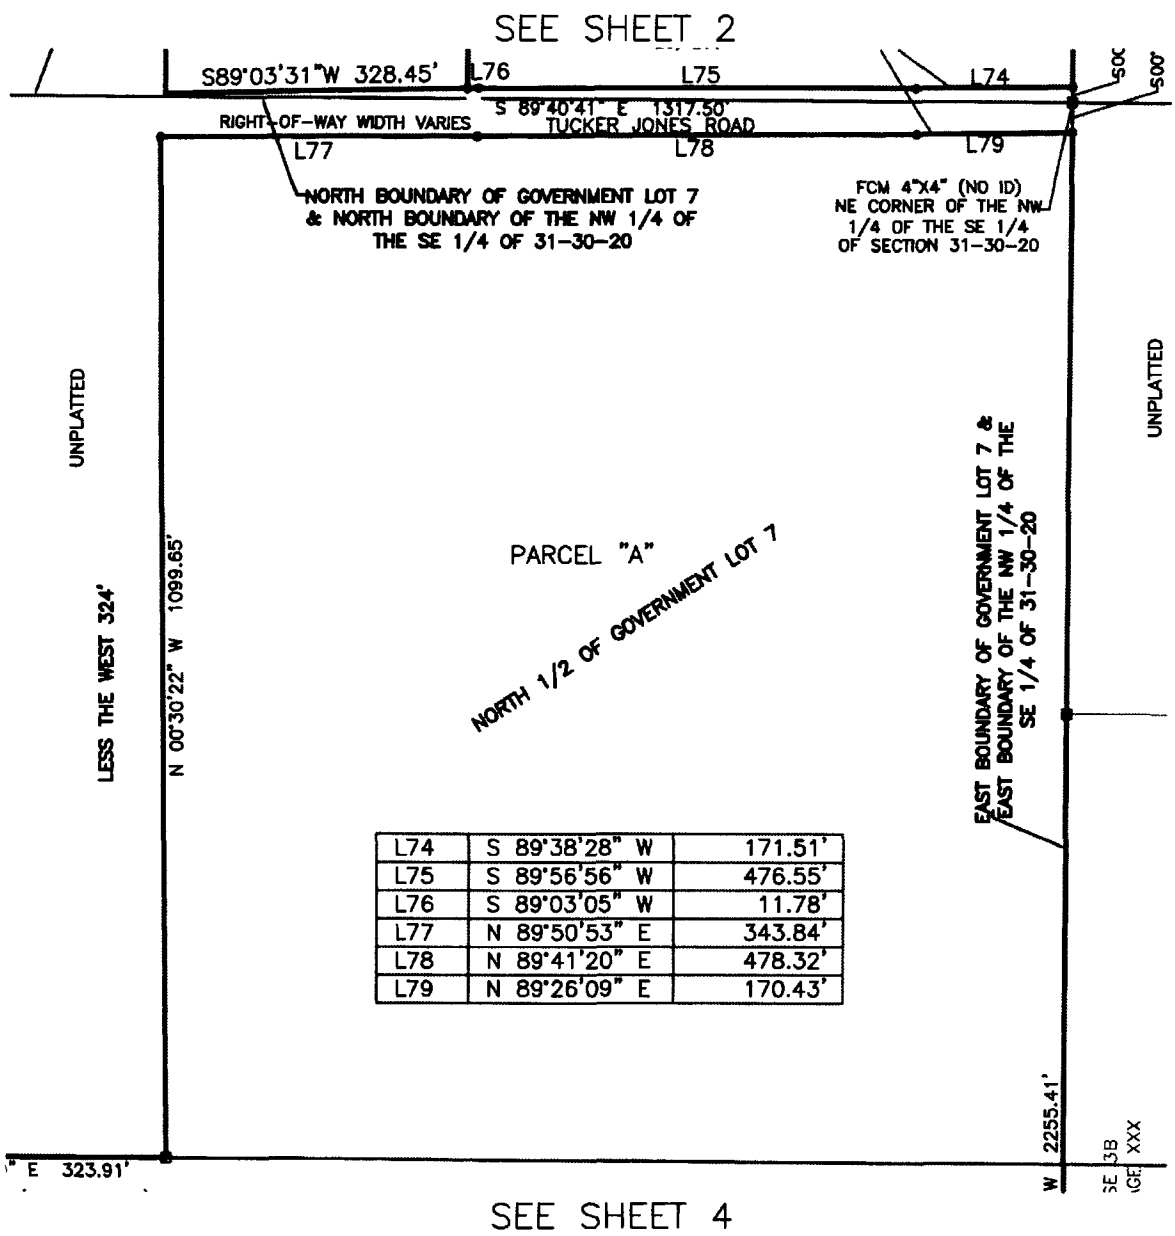 SEE SHEET 2
S89°03'31"W 328.45'
L76
L75
L74
S 89°40'41" E 1317.50'
RIGHT-OF-WAY WIDTH VARIES
TUCKER JONES ROAD
L77
L78
L79
NORTH BOUNDARY OF GOVERNMENT LOT 7
& NORTH BOUNDARY OF THE NW 1/4 OF
THE SE 1/4 OF 31-30-20
FCM 4"X4" (NO ID)
NE CORNER OF THE NW
1/4 OF THE SE 1/4
OF SECTION 31-30-20
UNPLATTED
UNPLATTED
LESS THE WEST 324'
N 00°30'22" W 1099.65'
PARCEL "A"
NORTH 1/2 OF GOVERNMENT LOT 7
EAST BOUNDARY OF GOVERNMENT LOT 7 &
EAST BOUNDARY OF THE NW 1/4 OF THE
SE 1/4 OF 31-30-20
L74 S 89°38'28" W 171.51'
L75 S 89°56'56" W 476.55'
L76 S 89°03'05" W 11.78'
L77 N 89°50'53" E 343.84'
L78 N 89°41'20" E 478.32'
L79 N 89°26'09" E 170.43'
W 2255.41'
3B
XXX
" E 323.91'
SEE SHEET 4